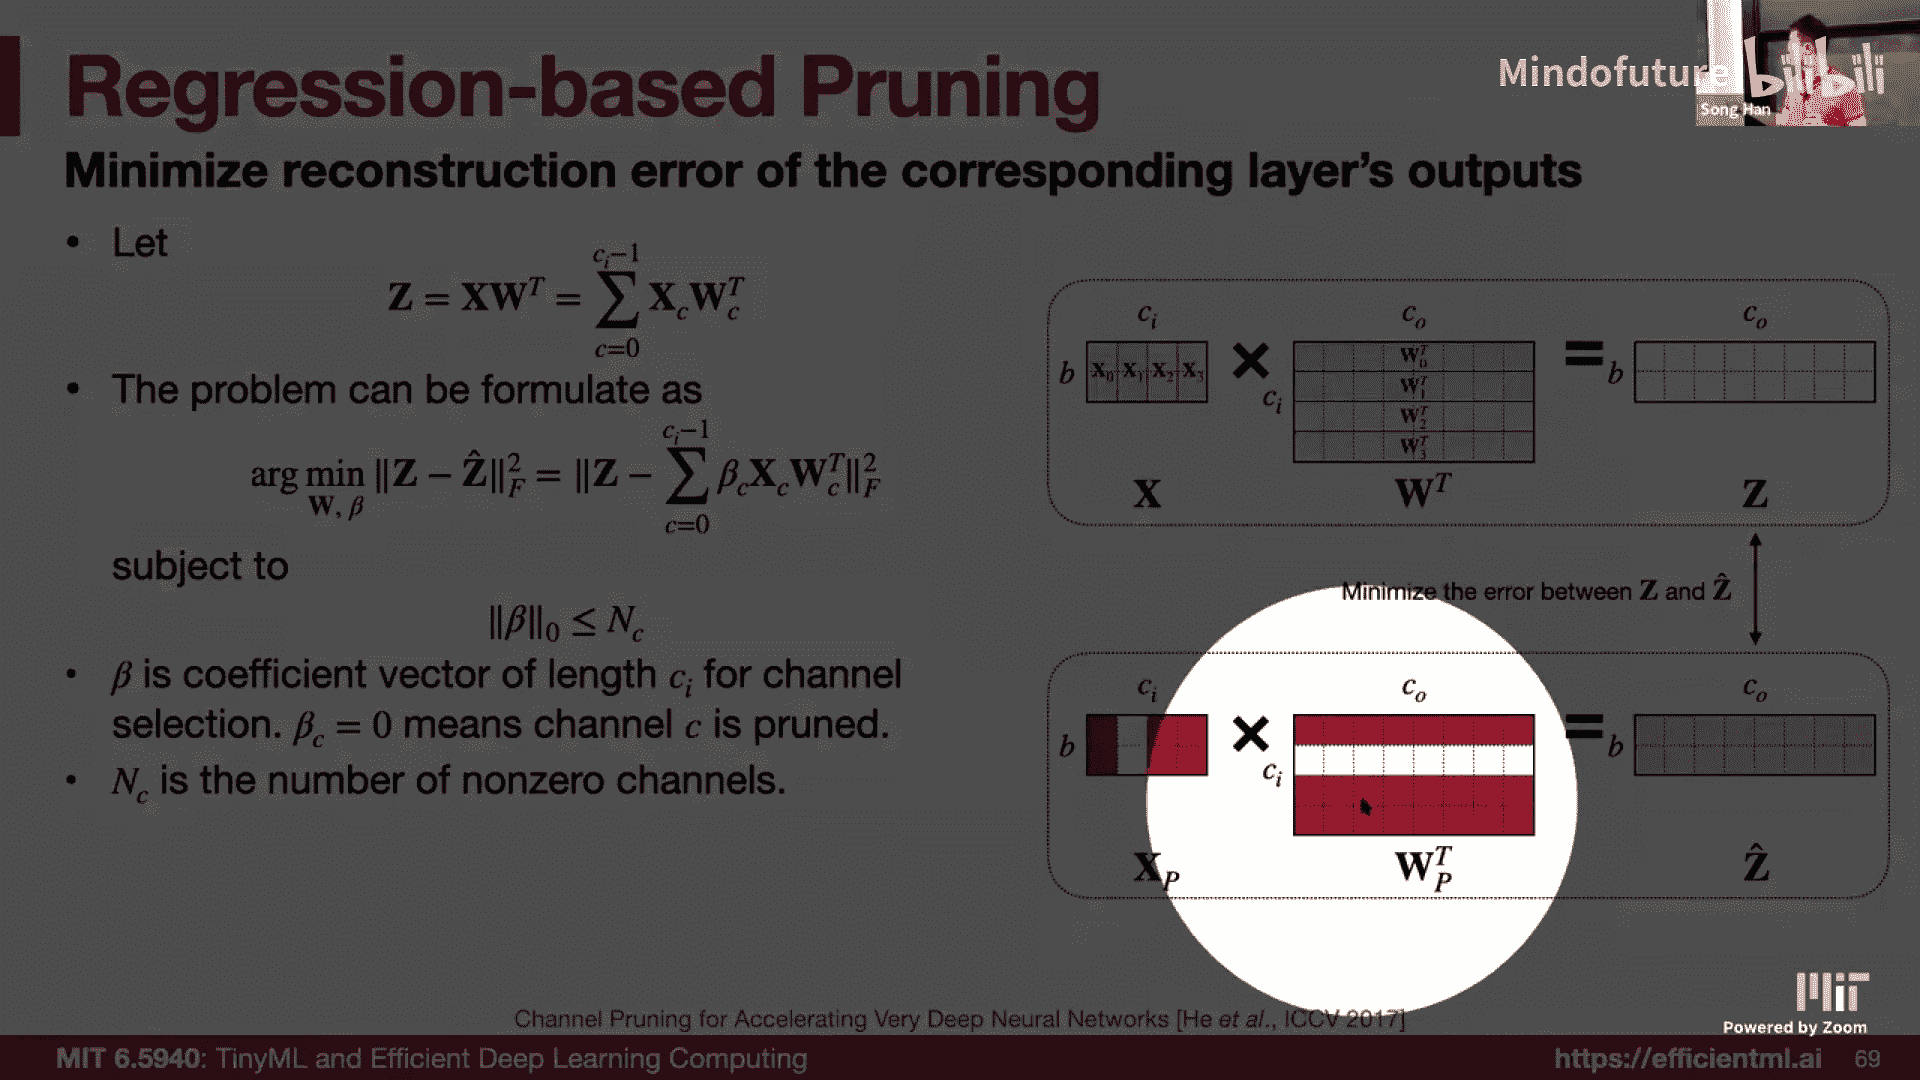 Regression-based Pruning
Mindofuture bilibili
Song Han
Minimize reconstruction error of the corresponding layer's outputs
• Let
Z = XWᵀ = ∑_{c=0}^{c_i−1} X_c W_c^T
• The problem can be formulate as
arg min_{W, β} ‖Z − Ẑ‖_F^2 = ‖Z − ∑_{c=0}^{c_i−1} β_c X_c W_c^T‖_F^2
subject to
‖β‖_0 ≤ N_c
• β is coefficient vector of length c_i for channel
selection. β_c = 0 means channel c is pruned.
• N_c is the number of nonzero channels.
c_i c_o c_o
b X_0 X_1 X_2 X_3 × c_i W_0^T = b
W_1^T
W_2^T
W_3^T
X Wᵀ Z
Minimize the error between Z and Ẑ
c_i c_o c_o
b × c_i = b
X_P W_P^T Ẑ
Channel Pruning for Accelerating Very Deep Neural Networks [He et al., ICCV 2017]
MIT
Powered by Zoom
MIT 6.5940: TinyML and Efficient Deep Learning Computing
https://efficientml.ai 69